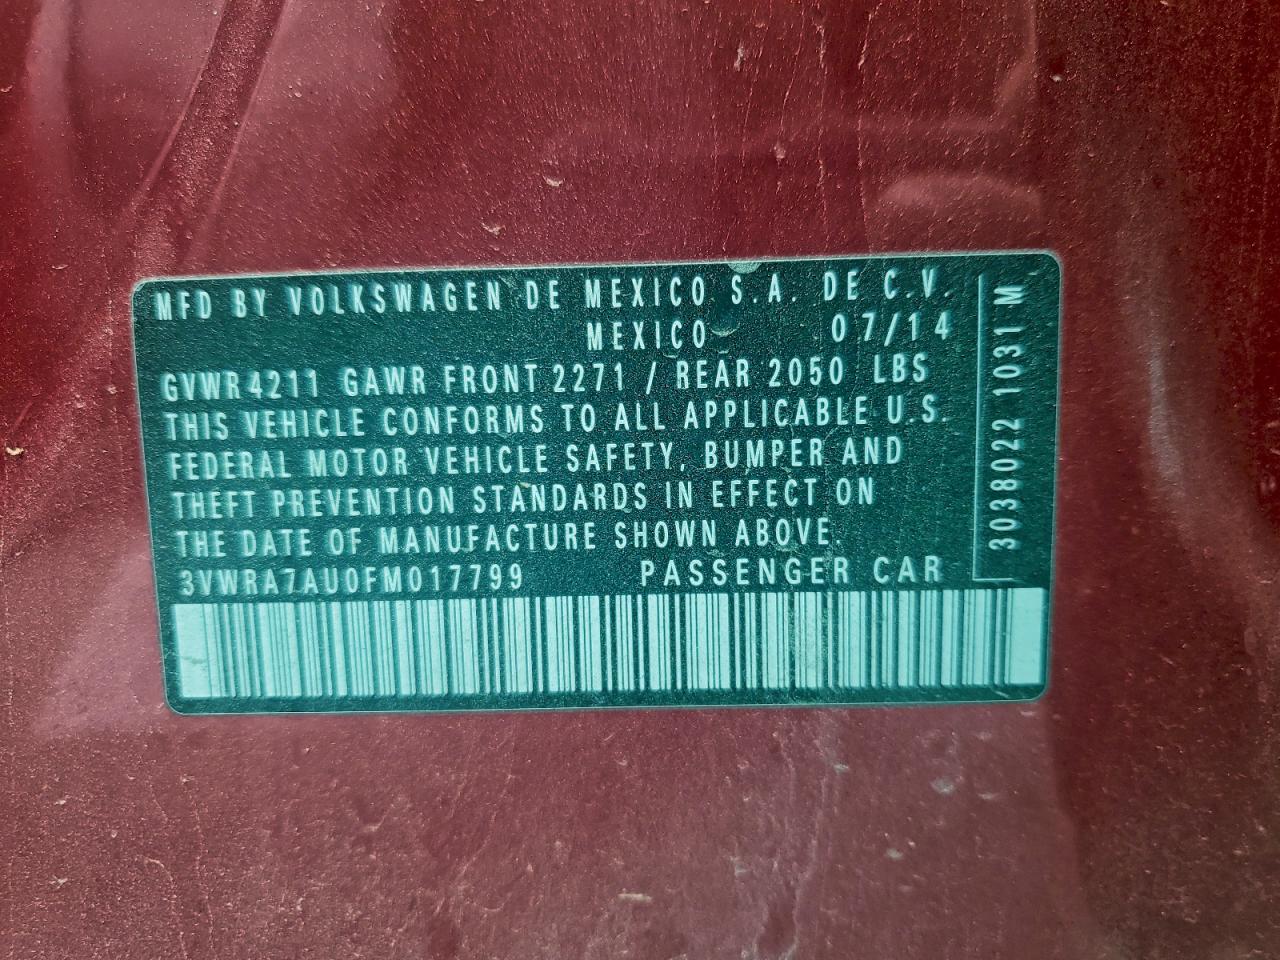 MFD BY VOLKSWAGEN DE MEXICO S.A. DE C.V.
MEXICO 07/14
GVWR 4211 GAWR FRONT 2271 / REAR 2050 LBS
THIS VEHICLE CONFORMS TO ALL APPLICABLE U.S.
FEDERAL MOTOR VEHICLE SAFETY, BUMPER AND
THEFT PREVENTION STANDARDS IN EFFECT ON
THE DATE OF MANUFACTURE SHOWN ABOVE.
3VWRA7AU0FM017799 PASSENGER CAR
3038022 1031 M